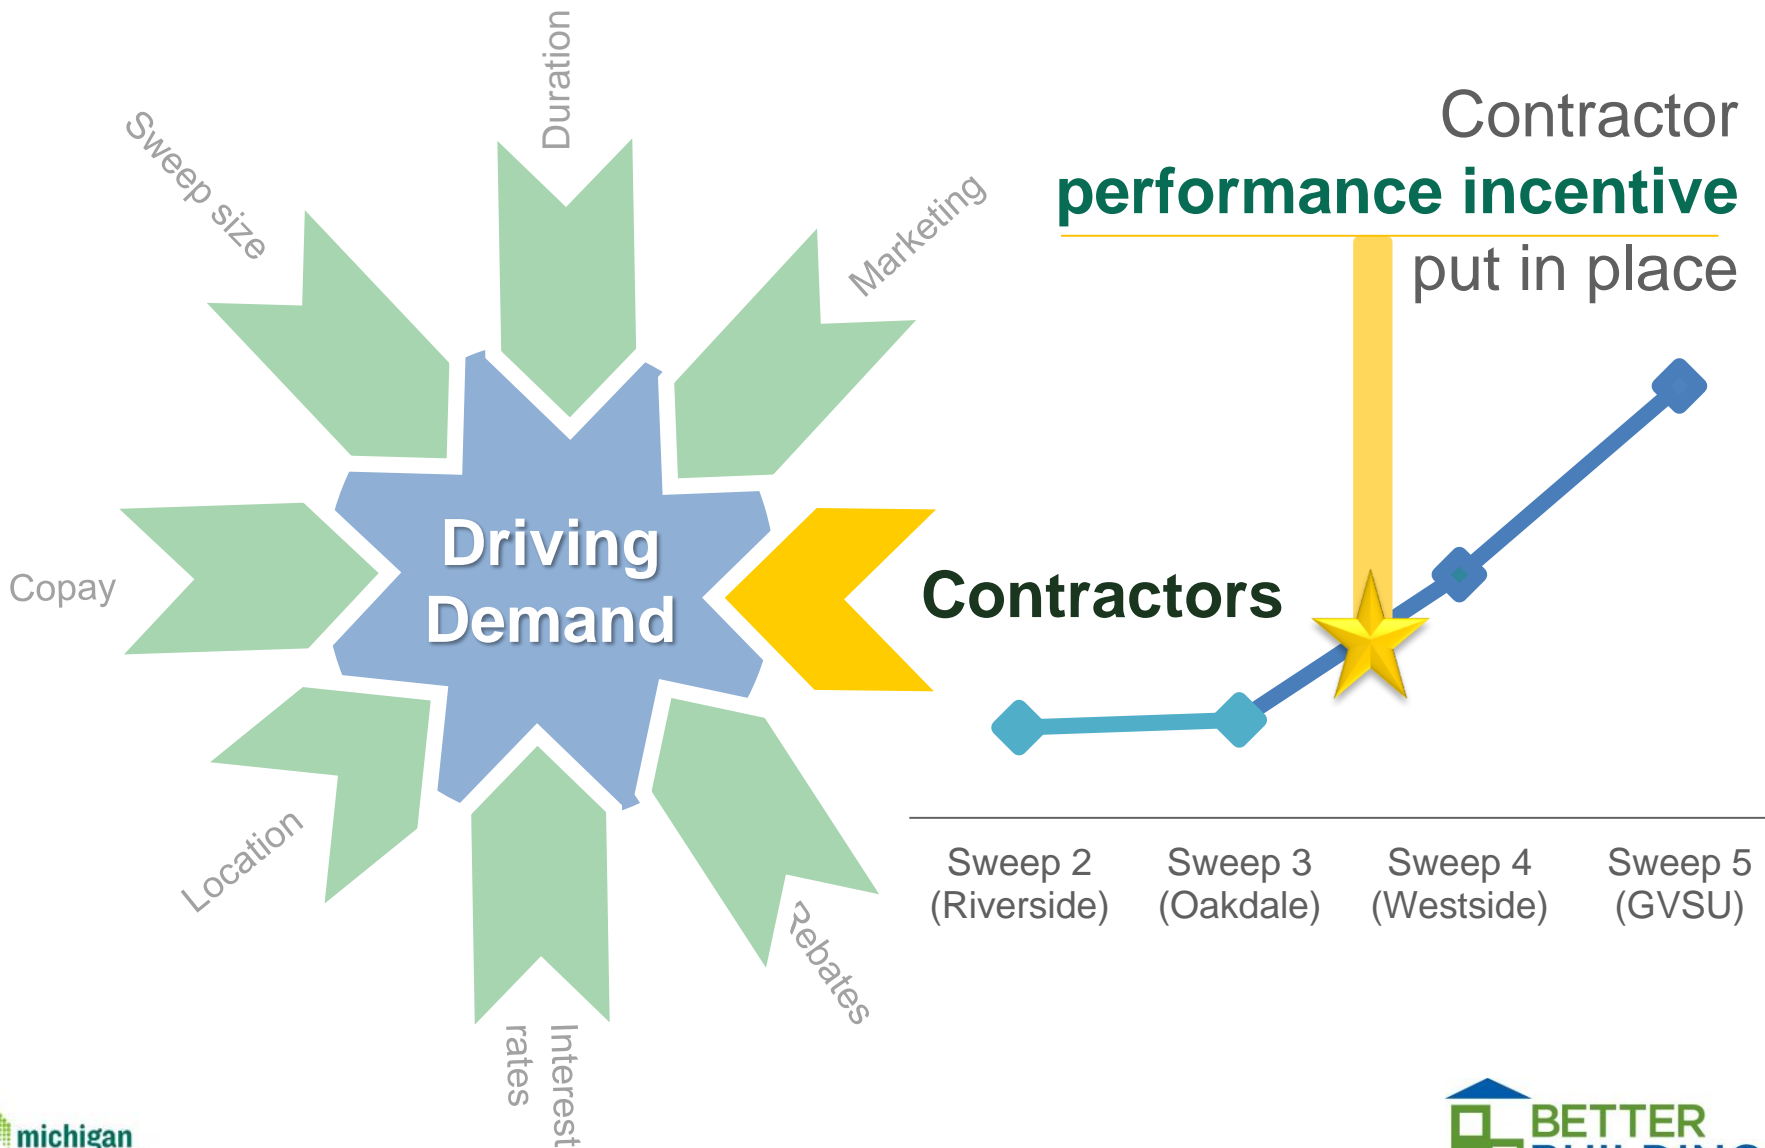 Duration
Sweep size
Marketing
Contractor
performance incentive
put in place
Driving
Demand
Copay
Contractors
Location
Rebates
Interest
rates
Sweep 2
(Riverside)
Sweep 3
(Oakdale)
Sweep 4
(Westside)
Sweep 5
(GVSU)
michigan
BETTER